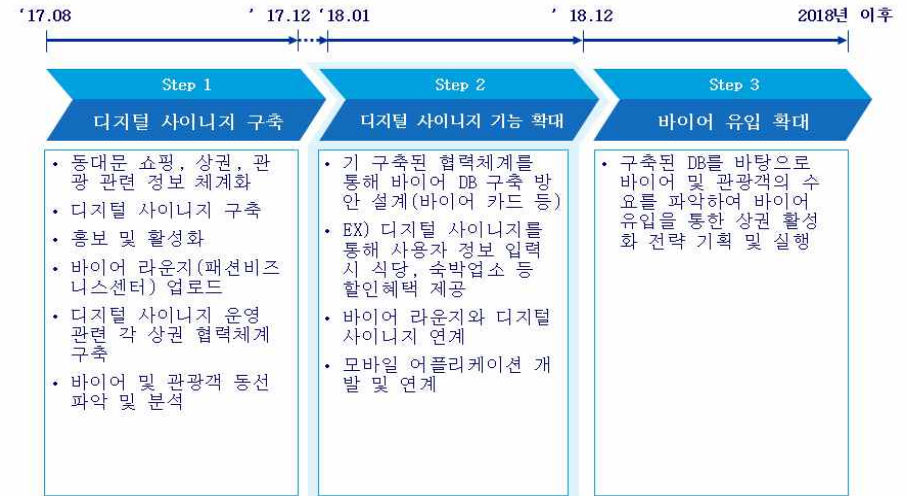 ‘17.08 ’ 17.12 ‘18.01 ’ 18.12 2018년 이후
Step 1
디지털 사이니지 구축
• 동대문 쇼핑, 상권, 관
광 관련 정보 체계화
• 디지털 사이니지 구축
• 홍보 및 활성화
• 바이어 라운지(패션비즈
니스센터) 업로드
• 디지털 사이니지 운영
관련 각 상권 협력체계
구축
• 바이어 및 관광객 동선
파악 및 분석
Step 2
디지털 사이니지 기능 확대
• 기 구축된 협력체계를
통해 바이어 DB 구축 방
안 설계(바이어 카드 등)
• EX) 디지털 사이니지를
통해 사용자 정보 입력
시 식당, 숙박업소 등
할인혜택 제공
• 바이어 라운지와 디지털
사이니지 연계
• 모바일 어플리케이션 개
발 및 연계
Step 3
바이어 유입 확대
• 구축된 DB를 바탕으로
바이어 및 관광객의 수
요를 파악하여 바이어
유입을 통한 상권 활성
화 전략 기획 및 실행